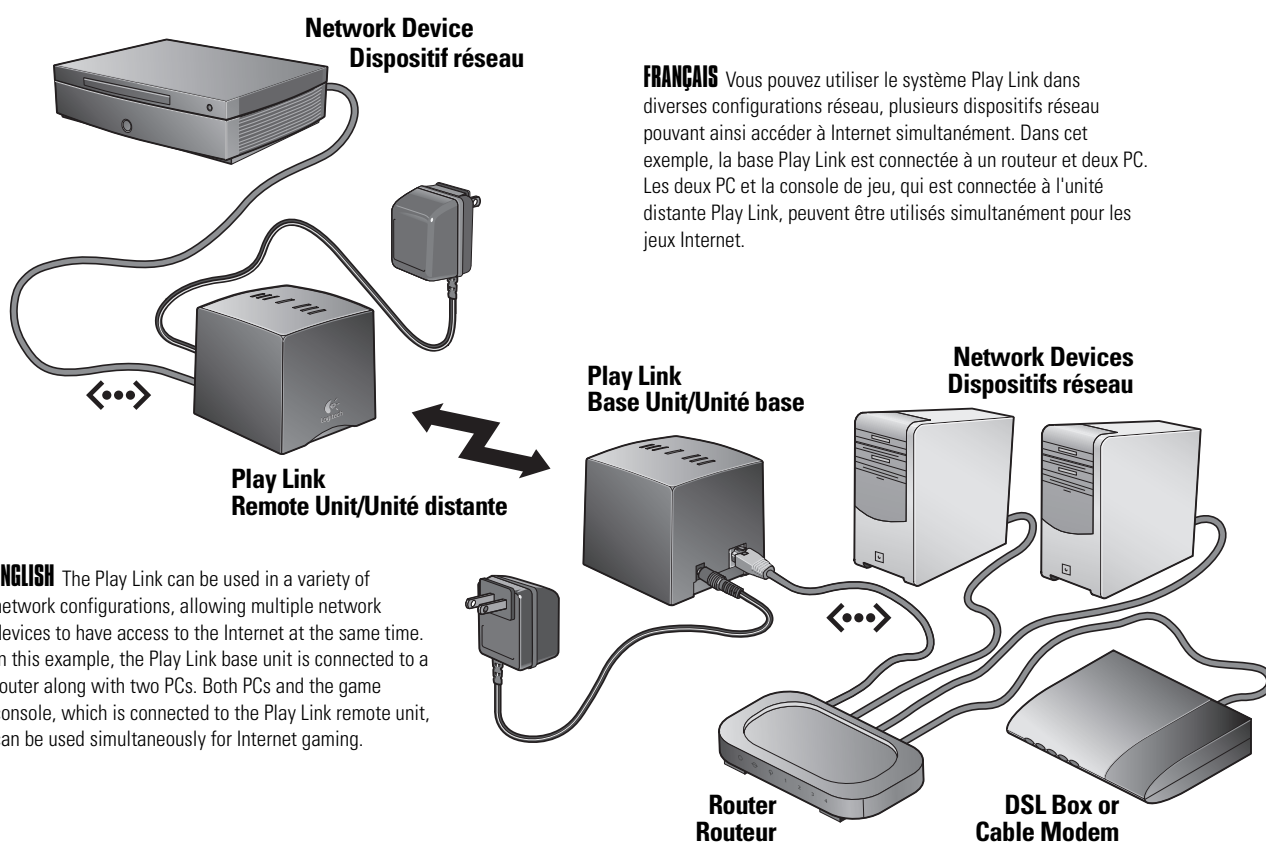 Network Device
Dispositif réseau
FRANÇAIS Vous pouvez utiliser le système Play Link dans
diverses configurations réseau, plusieurs dispositifs réseau
pouvant ainsi accéder à Internet simultanément. Dans cet
exemple, la base Play Link est connectée à un routeur et deux PC.
Les deux PC et la console de jeu, qui est connectée à l'unité
distante Play Link, peuvent être utilisés simultanément pour les
jeux Internet.
Logitech
Play Link
Remote Unit/Unité distante
Play Link
Base Unit/Unité base
Network Devices
Dispositifs réseau
ENGLISH The Play Link can be used in a variety of
network configurations, allowing multiple network
devices to have access to the Internet at the same time.
In this example, the Play Link base unit is connected to a
router along with two PCs. Both PCs and the game
console, which is connected to the Play Link remote unit,
can be used simultaneously for Internet gaming.
Router
Routeur
DSL Box or
Cable Modem